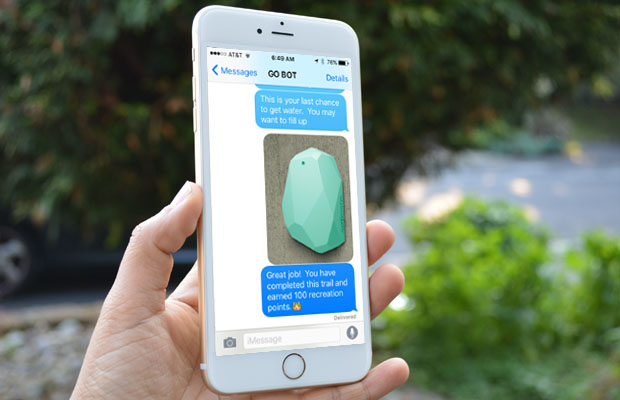 AT&T 6:49 AM 76%
Messages GO BOT Details
This is your last chance
to get water. You may
want to fill up
Great job! You have
completed this trail and
earned 100 recreation
points.
Delivered
iMessage